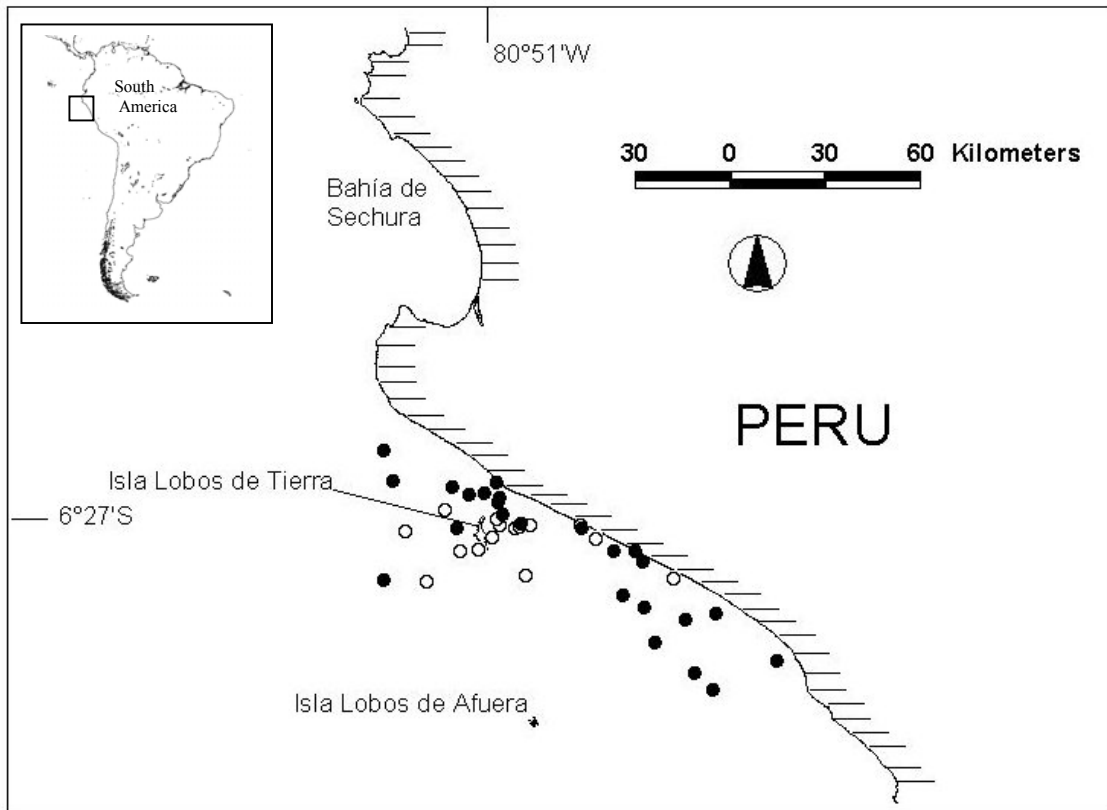 South
America
80°51'W
30 0 30 60 Kilometers
Bahía de
Sechura
PERU
Isla Lobos de Tierra
6°27'S
Isla Lobos de Afuera